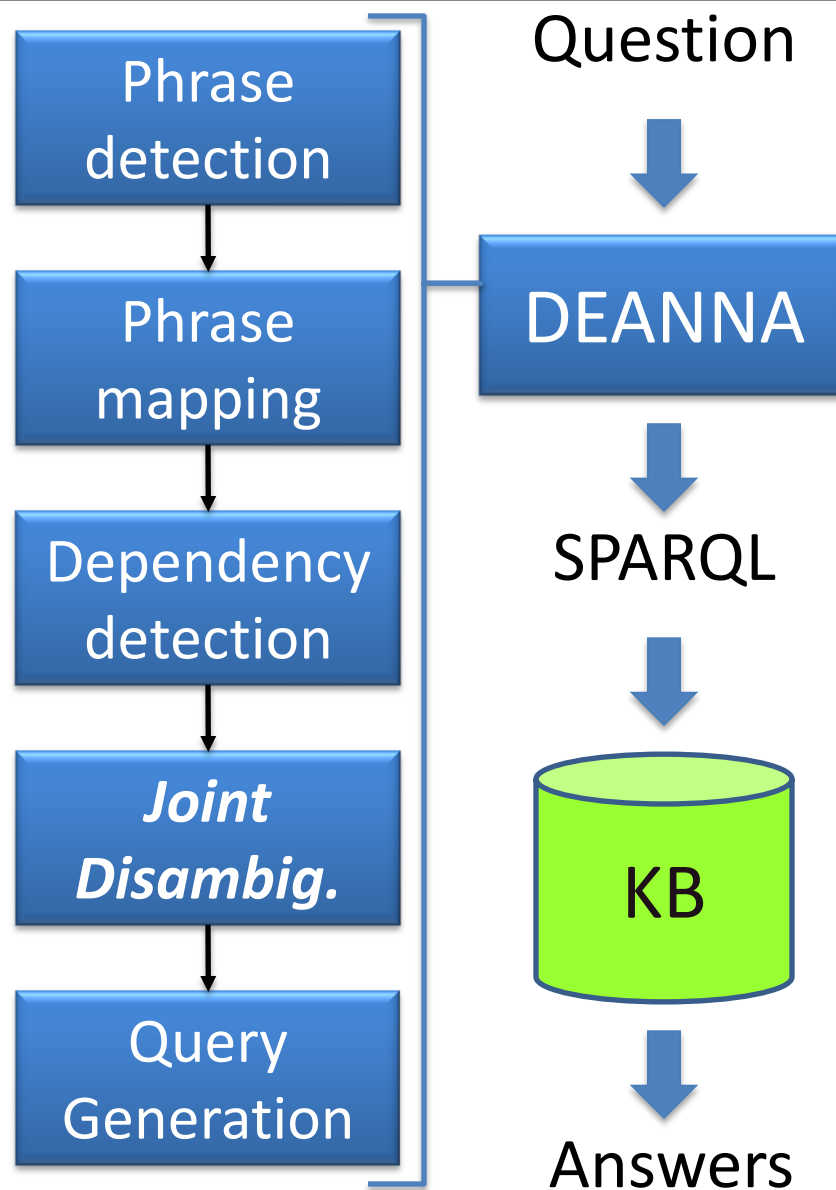 Phrase
detection
Phrase
mapping
Dependency
detection
Joint
Disambig.
Query
Generation
Question
DEANNA
SPARQL
KB
Answers